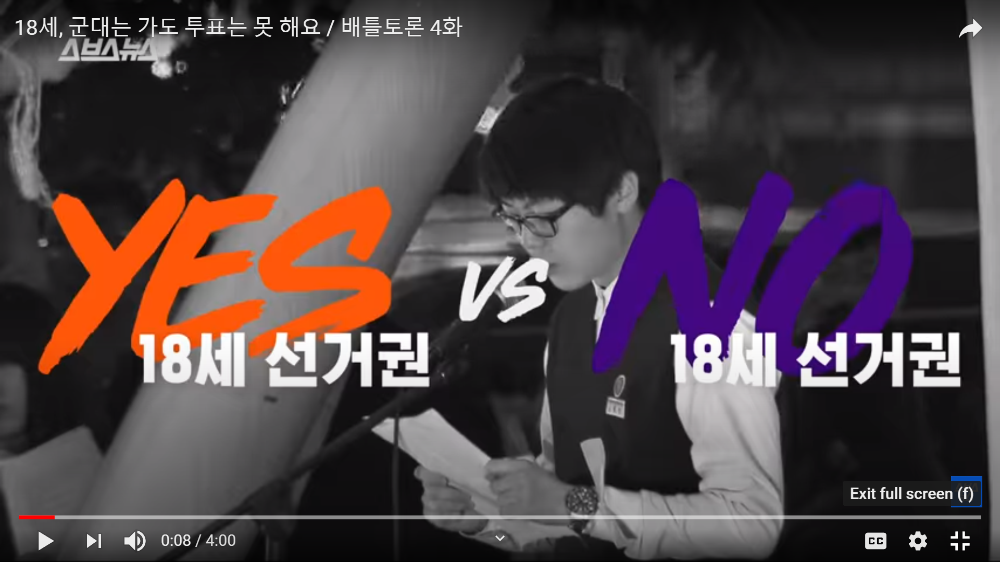 18세, 군대는 가도 투표는 못 해요 / 배틀토론 4화
스브스뉴스
YES vs NO
18세 선거권 18세 선거권
Exit full screen (f)
0:08 / 4:00
CC